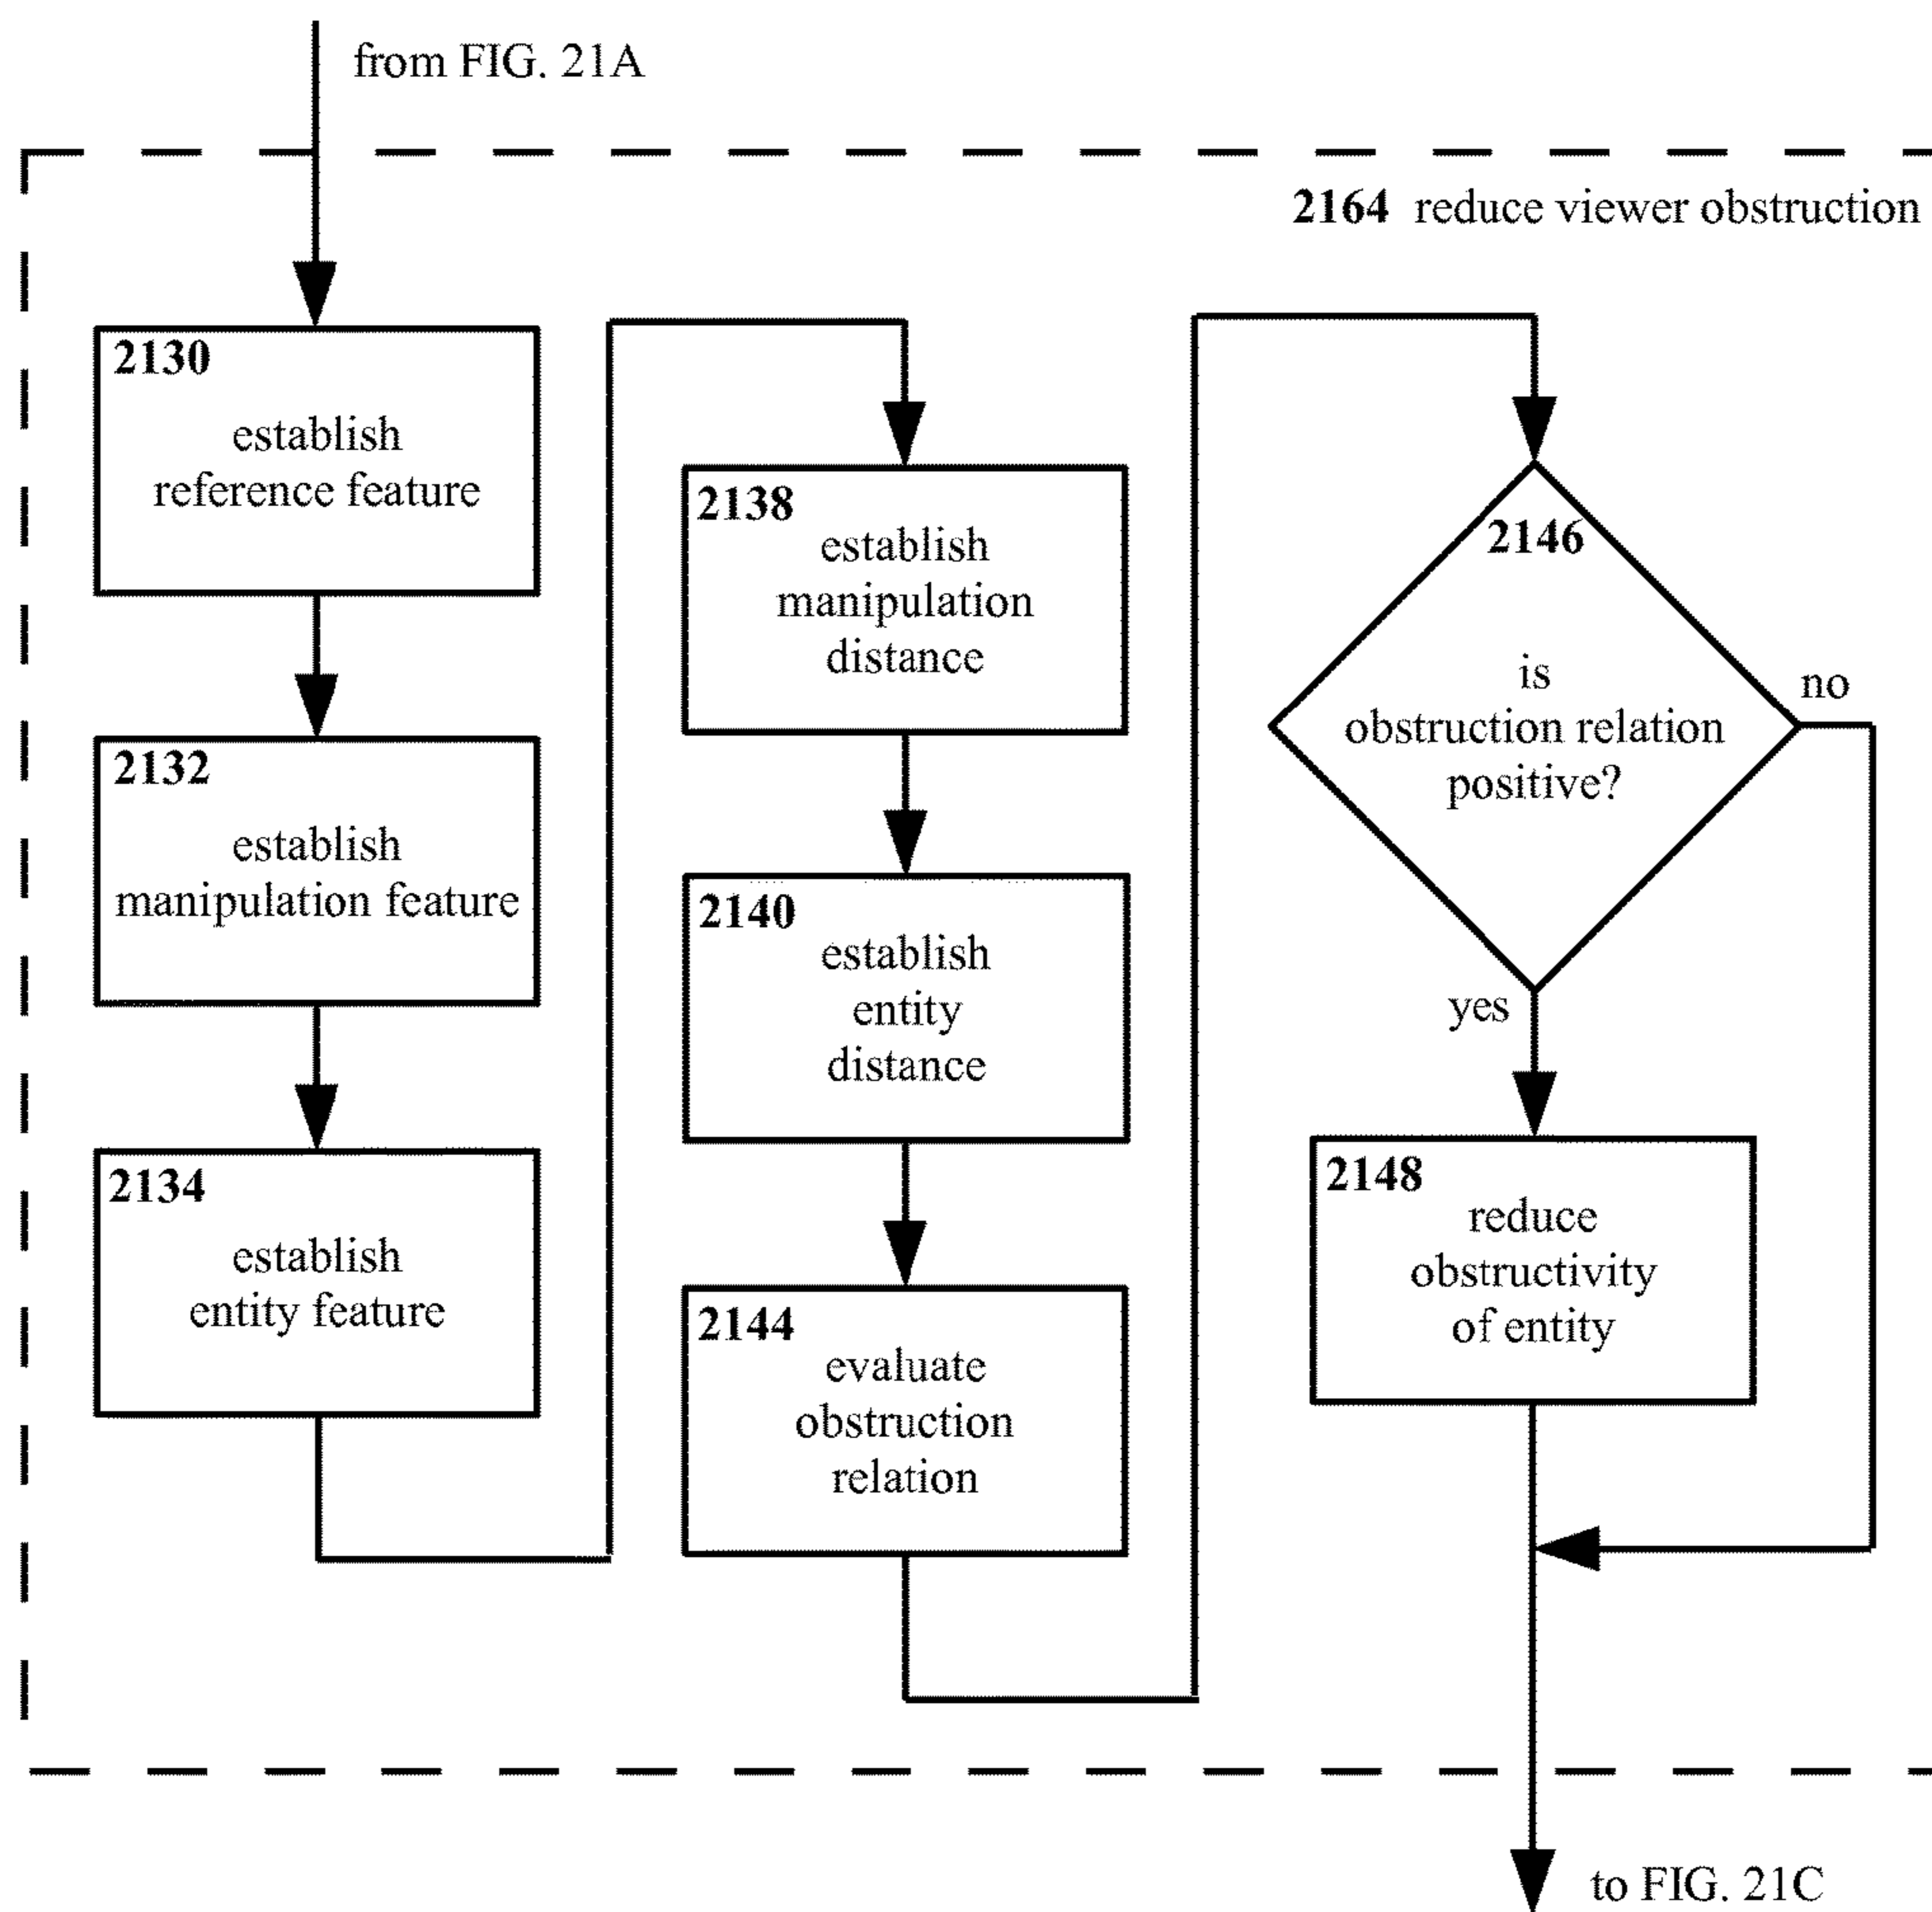 from FIG. 21A
2164 reduce viewer obstruction
2130
establish
reference feature
2132
establish
manipulation feature
2134
establish
entity feature
2138
establish
manipulation
distance
2140
establish
entity
distance
2144
evaluate
obstruction
relation
2146
is
obstruction relation
positive?
no
yes
2148
reduce
obstructivity
of entity
to FIG. 21C